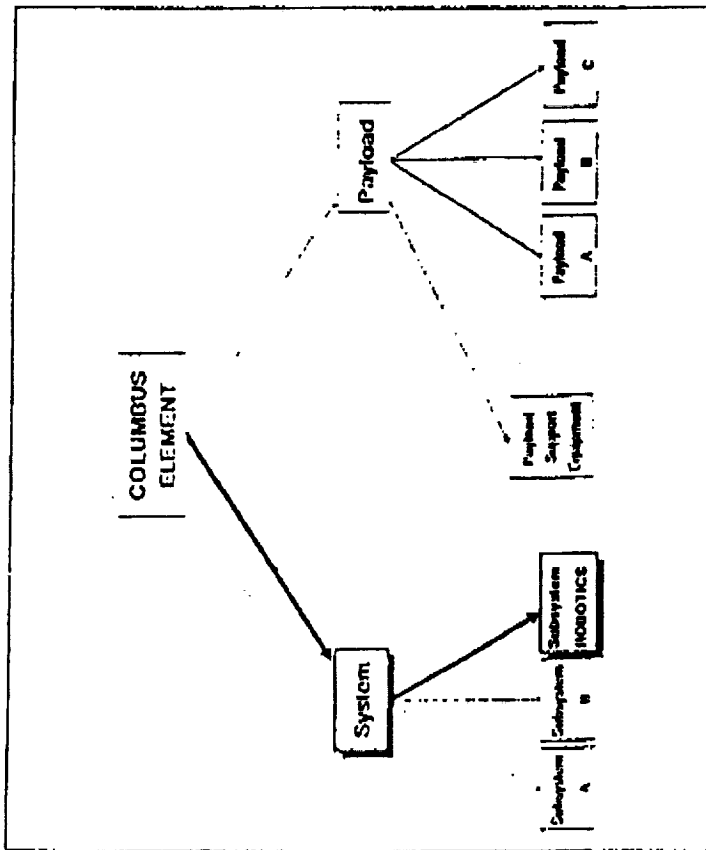 COLUMBUS
ELEMENT
System
Payload
Subsystem
A
Subsystem
B
Subsystem
ROBOTICS
Payload
Support
Equipment
Payload
A
Payload
B
Payload
C